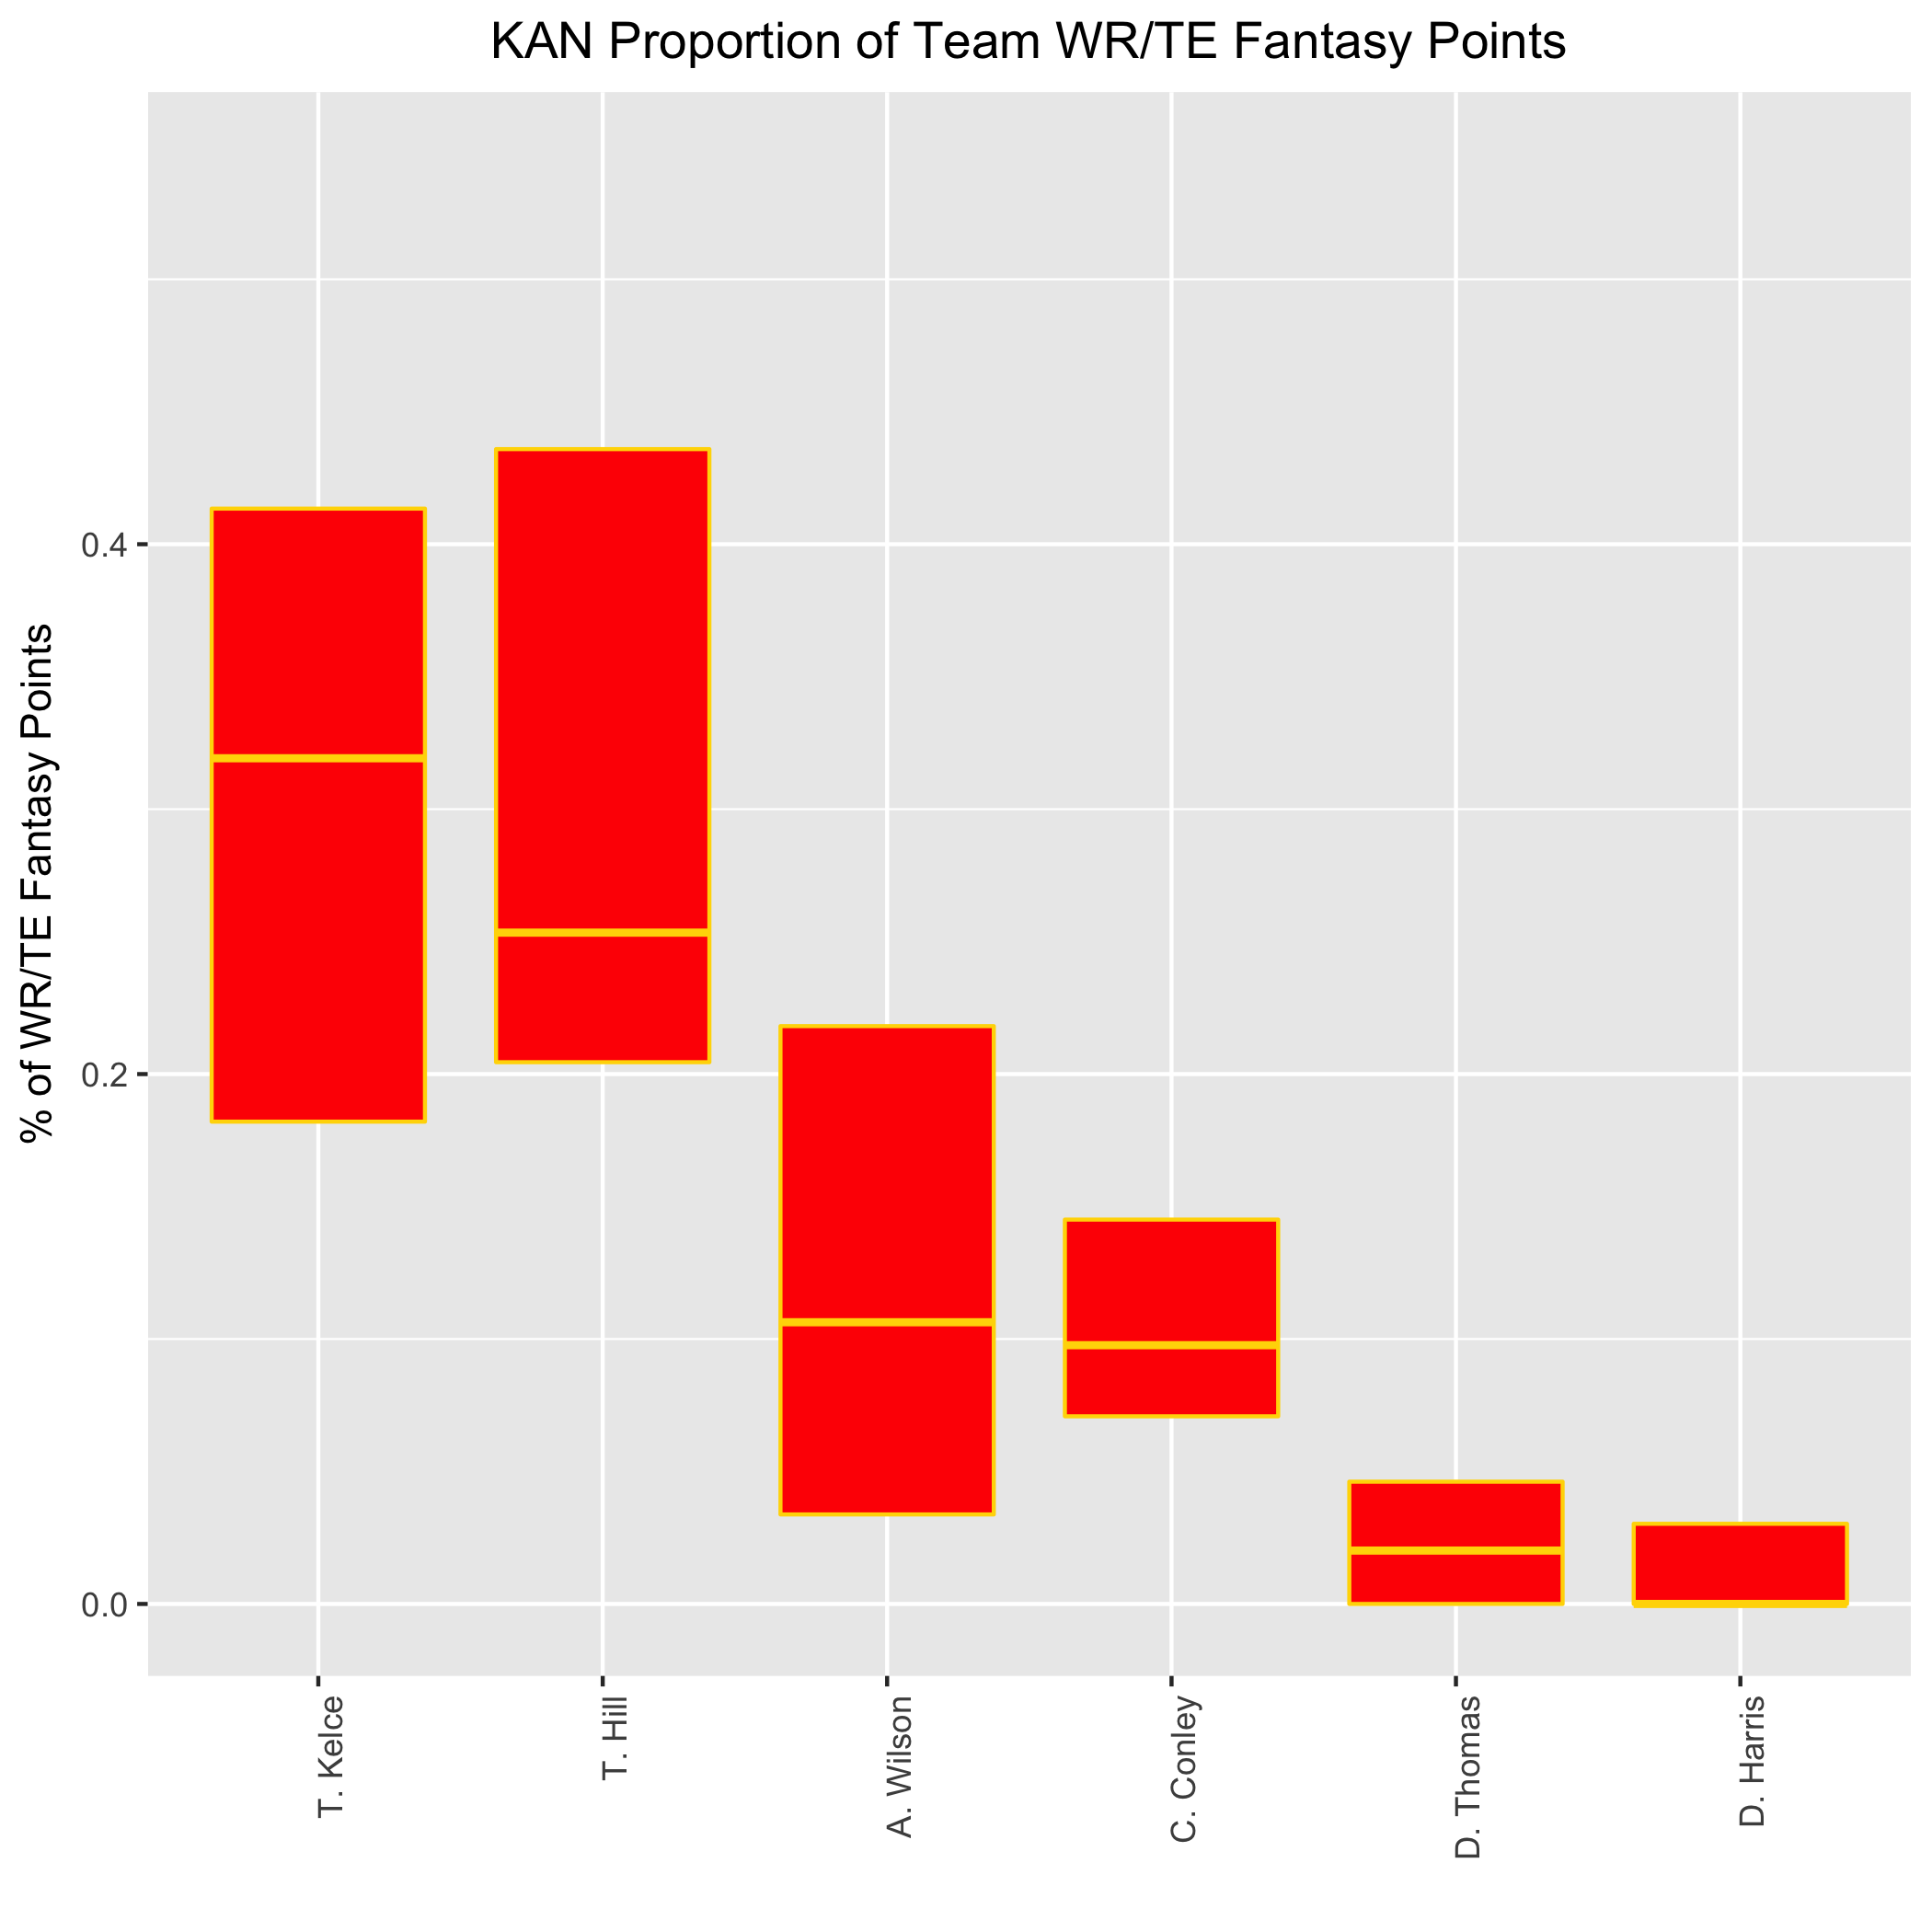 KAN Proportion of Team WR/TE Fantasy Points
% of WR/TE Fantasy Points
0.4
0.2
0.0
T. Kelce
T. Hill
A. Wilson
C. Conley
D. Thomas
D. Harris